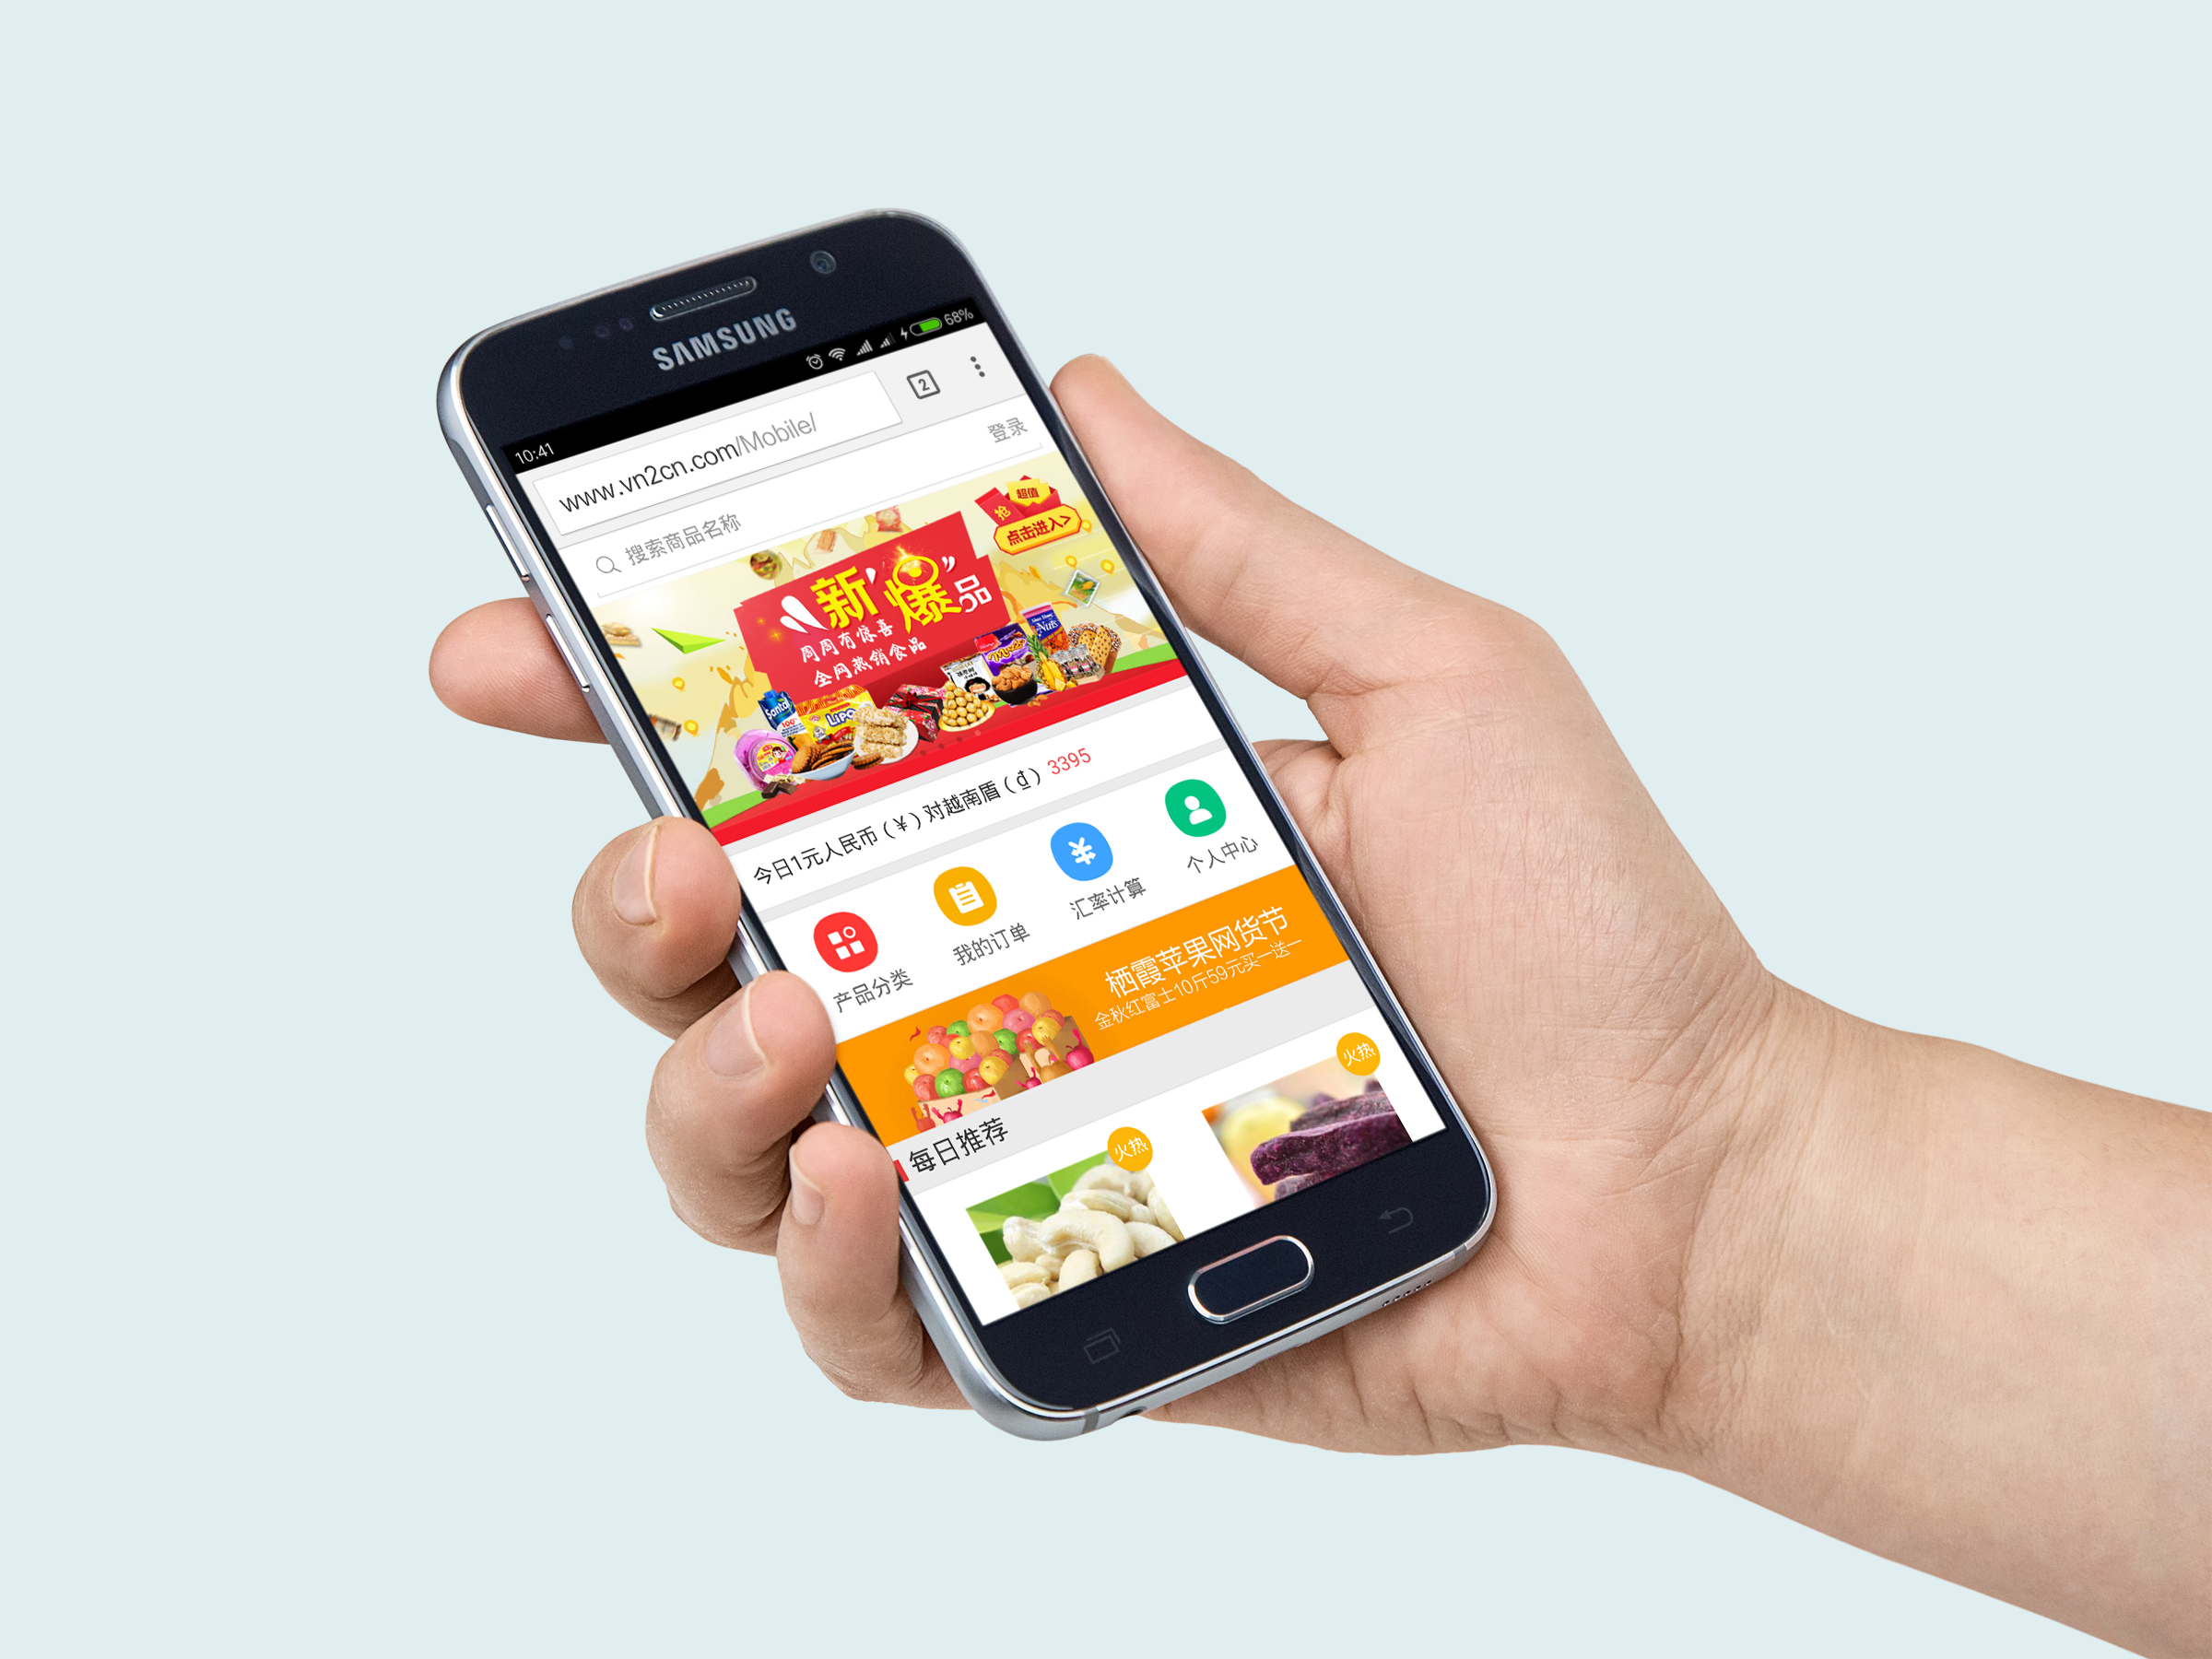 SAMSUNG
10:41
68%
www.vn2cn.com/Mobile/
2
登录
搜索商品名称
超值
抢
点击进入>
新爆品
周周有惊喜
全网热销食品
Santal
100%
LIPO
Nuts
今日1元人民币(¥)对越南盾(₫) 3395
产品分类
我的订单
汇率计算
个人中心
栖霞苹果网货节
金秋红富士10斤59元买一送一
每日推荐
火热
火热